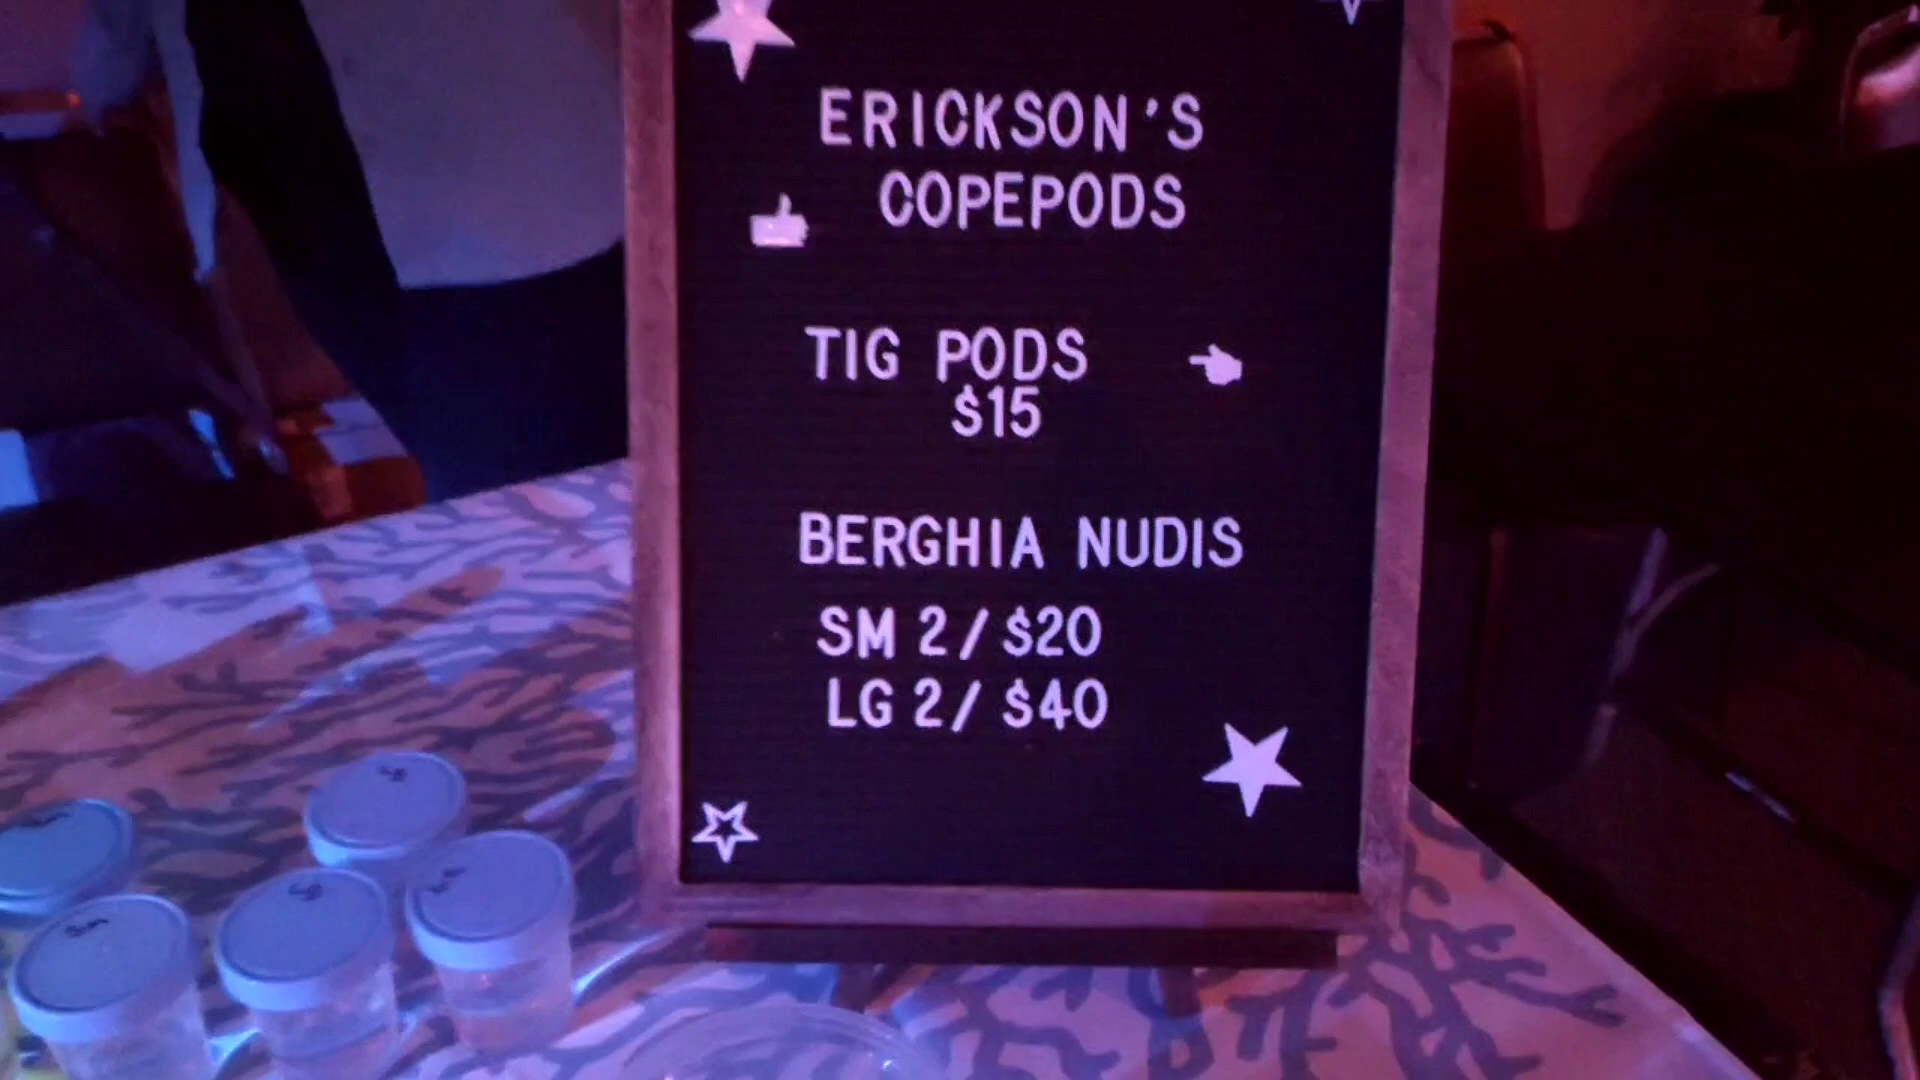 ERICKSON'S
COPEPODS
TIG PODS
$15
BERGHIA NUDIS
SM 2/ $20
LG 2/ $40